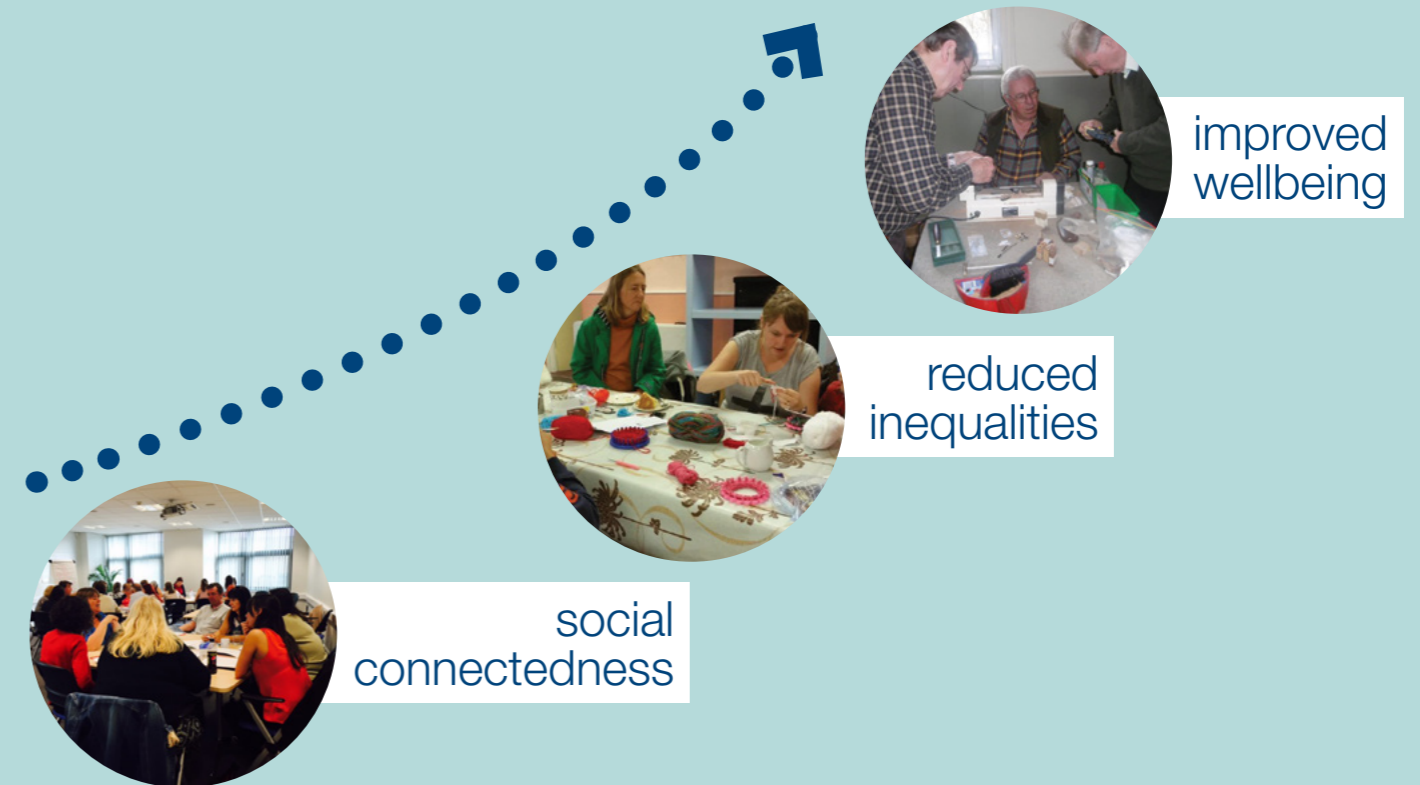 improved
wellbeing
reduced
inequalities
social
connectedness